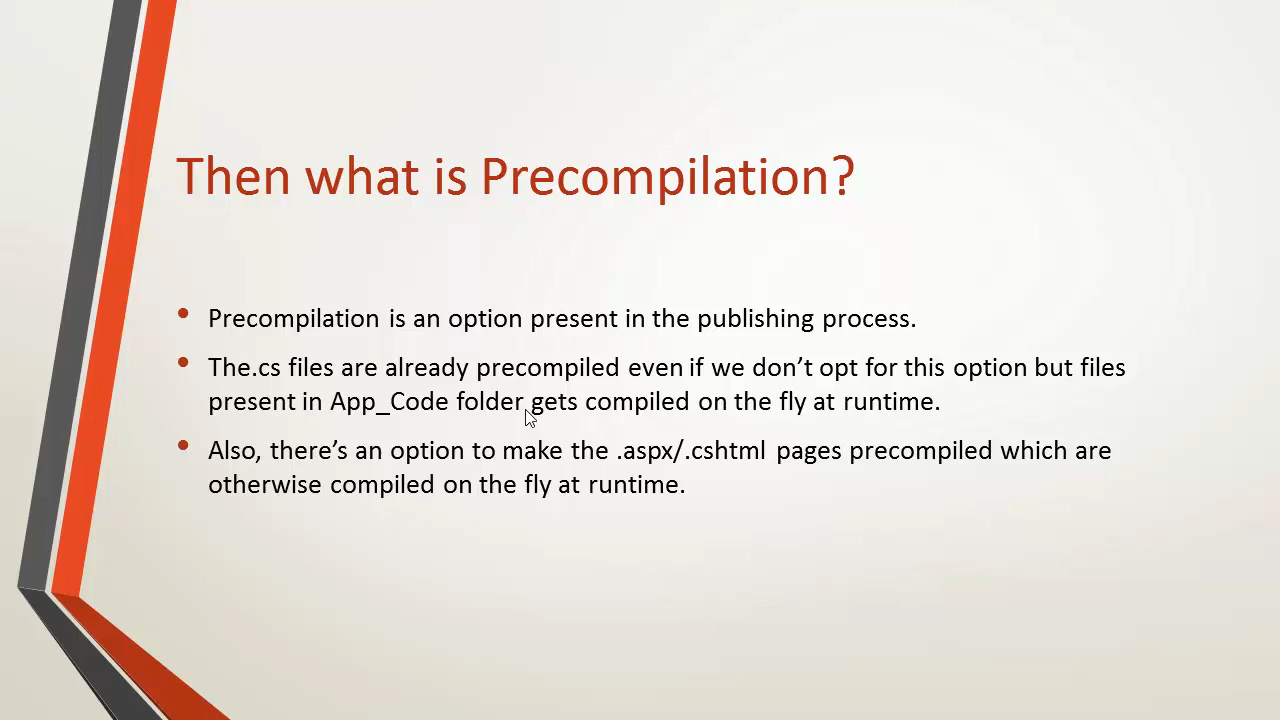 Then what is Precompilation?
• Precompilation is an option present in the publishing process.
• The.cs files are already precompiled even if we don’t opt for this option but files
present in App_Code folder gets compiled on the fly at runtime.
• Also, there’s an option to make the .aspx/.cshtml pages precompiled which are
otherwise compiled on the fly at runtime.